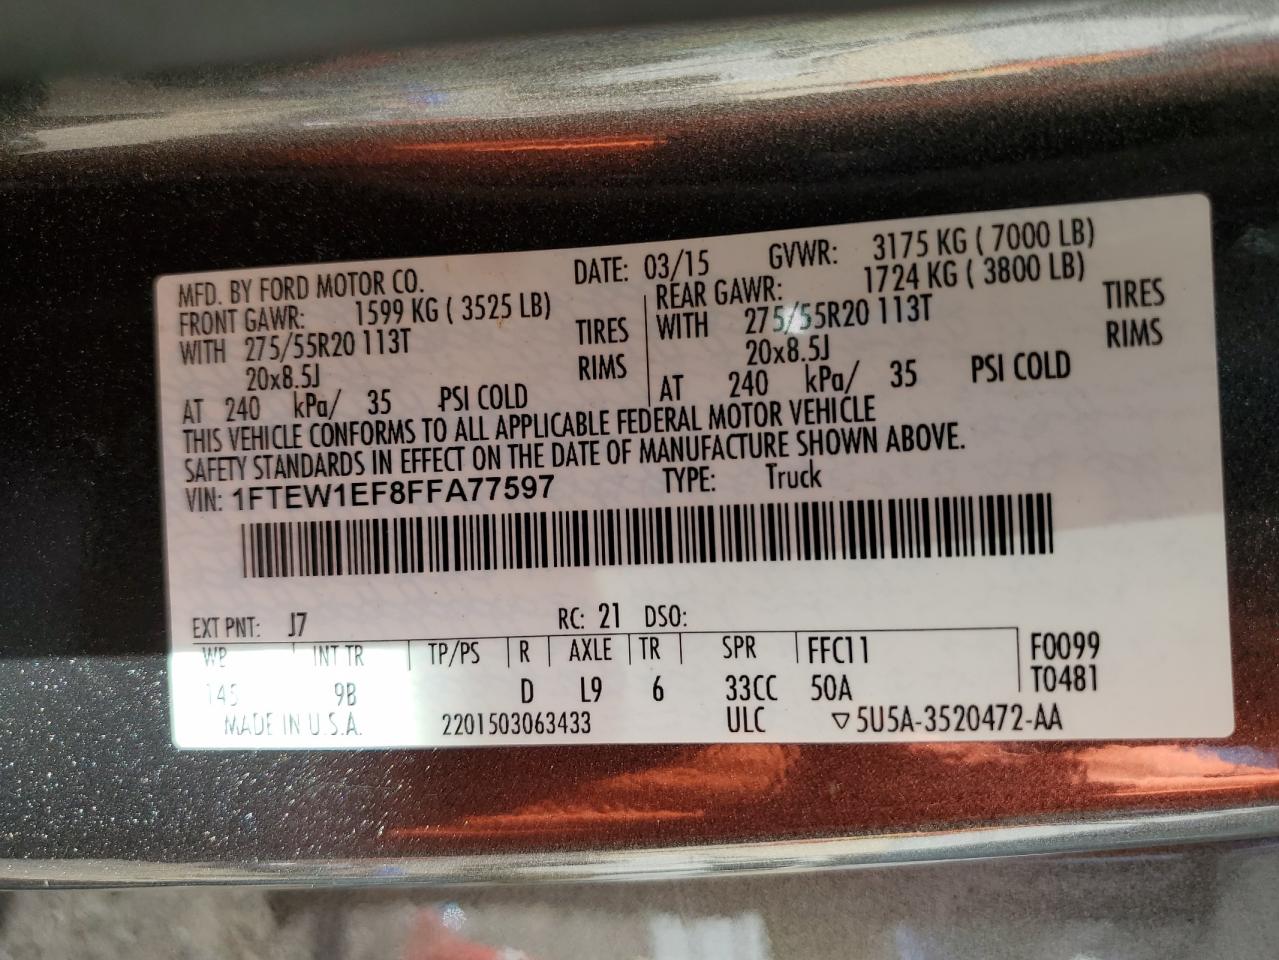 MFD. BY FORD MOTOR CO. DATE: 03/15 GVWR: 3175 KG ( 7000 LB)
FRONT GAWR: 1599 KG ( 3525 LB) REAR GAWR: 1724 KG ( 3800 LB)
WITH 275/55R20 113T TIRES WITH 275/55R20 113T TIRES
20x8.5J RIMS 20x8.5J RIMS
AT 240 kPa/ 35 PSI COLD AT 240 kPa/ 35 PSI COLD
THIS VEHICLE CONFORMS TO ALL APPLICABLE FEDERAL MOTOR VEHICLE
SAFETY STANDARDS IN EFFECT ON THE DATE OF MANUFACTURE SHOWN ABOVE.
VIN: 1FTEW1EF8FFA77597 TYPE: Truck
EXT PNT: J7 RC: 21 DSO:
WB INT TR TP/PS R AXLE TR SPR FFC11 F0099
145 9B D L9 6 33CC 50A T0481
MADE IN U.S.A. 2201503063433 ULC ▽5U5A-3520472-AA